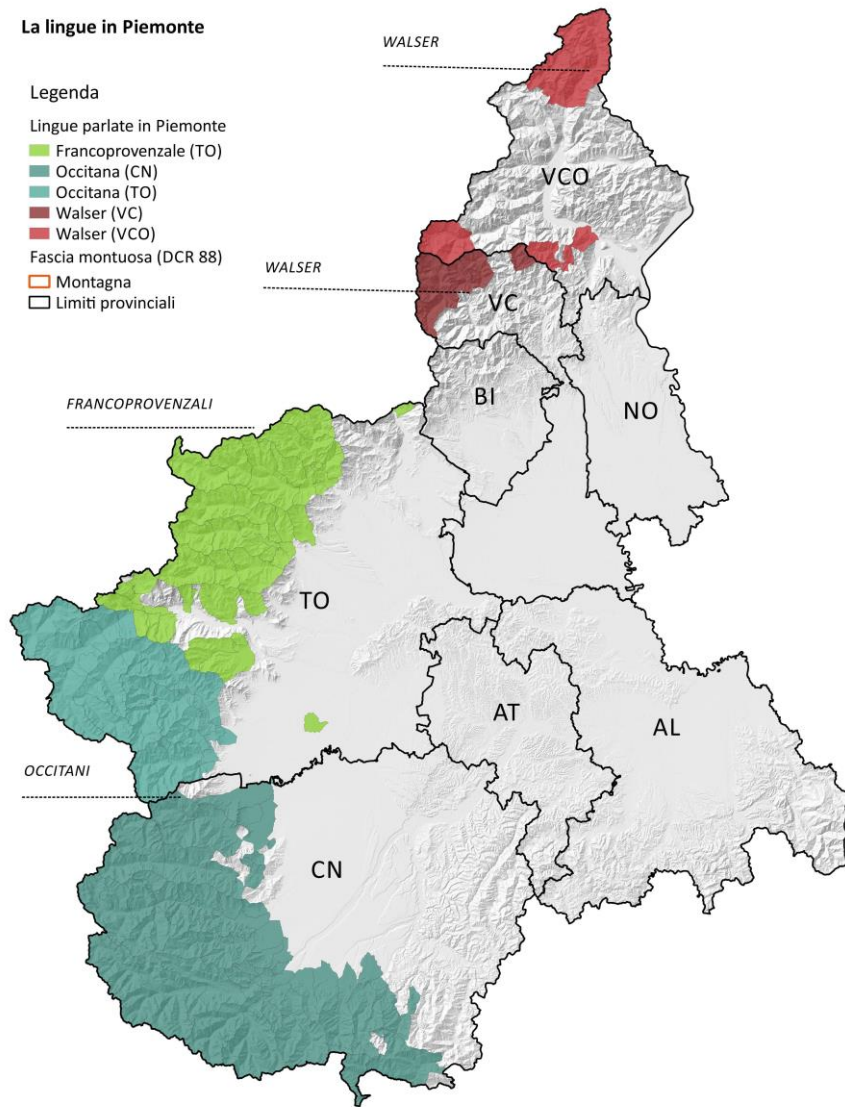 La lingue in Piemonte
WALSER
Legenda
Lingue parlate in Piemonte
Francoprovenzale (TO)
Occitana (CN)
Occitana (TO)
Walser (VC)
Walser (VCO)
Fascia montuosa (DCR 88)
Montagna
Limiti provinciali
VCO
WALSER
VC
BI
NO
FRANCOPROVENZALI
TO
AT
AL
OCCITANI
CN